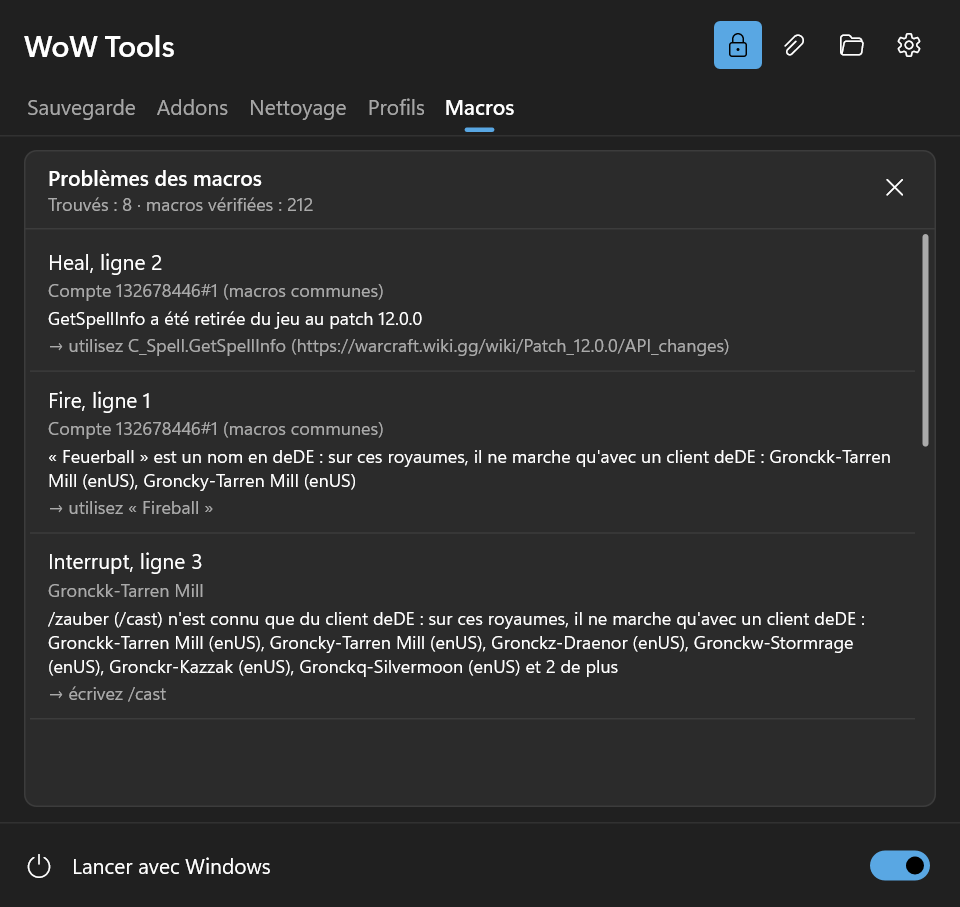 WoW Tools
Sauvegarde Addons Nettoyage Profils Macros
Problèmes des macros
Trouvés : 8 · macros vérifiées : 212
Heal, ligne 2
Compte 132678446#1 (macros communes)
GetSpellInfo a été retirée du jeu au patch 12.0.0
→ utilisez C_Spell.GetSpellInfo (https://warcraft.wiki.gg/wiki/Patch_12.0.0/API_changes)
Fire, ligne 1
Compte 132678446#1 (macros communes)
« Feuerball » est un nom en deDE : sur ces royaumes, il ne marche qu'avec un client deDE : Gronckk-Tarren
Mill (enUS), Groncky-Tarren Mill (enUS)
→ utilisez « Fireball »
Interrupt, ligne 3
Gronckk-Tarren Mill
/zauber (/cast) n'est connu que du client deDE : sur ces royaumes, il ne marche qu'avec un client deDE :
Gronckk-Tarren Mill (enUS), Groncky-Tarren Mill (enUS), Gronckz-Draenor (enUS), Gronckw-Stormrage
(enUS), Gronckr-Kazzak (enUS), Gronckq-Silvermoon (enUS) et 2 de plus
→ écrivez /cast
Lancer avec Windows